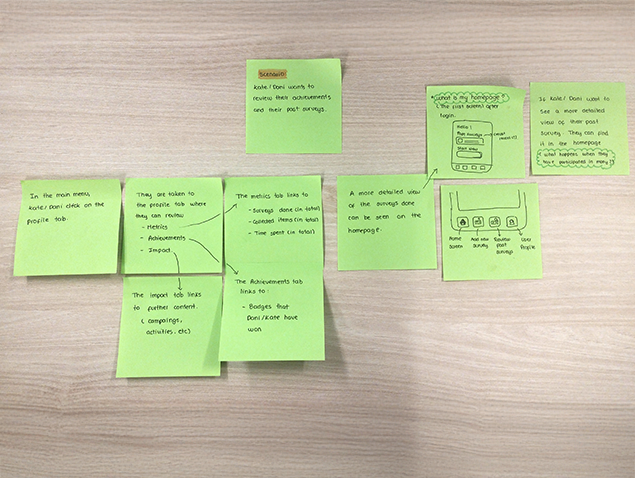 Scenario
Kate/Dani wants to
review their achievements
and their past surveys.
In the main menu,
Kate/Dani click on the
profile tab.
They are taken
to the profile tab where
they can review
- Metrics
- Achievements
- Impact
The metrics tab links to
- Surveys done (in total)
- Counted items (in total)
- Time spent (in total)
The Impact tab links
to further content.
(campaings,
activities, etc)
The Achievements tab
links to:
- Badges that
Dani/Kate have
won
A more detailed view
of the surveys done
can be seen on the
homepage.
"What is my homepage"?
(The first screen) after
login.
Hello!
If Kate/Dani want to
see a more detailed
view of their past
survey. They can find
it in the homepage
(What happens when they
have participated in many?)
Home
screen
Add new
survey
Review
past
surveys
User
Profile